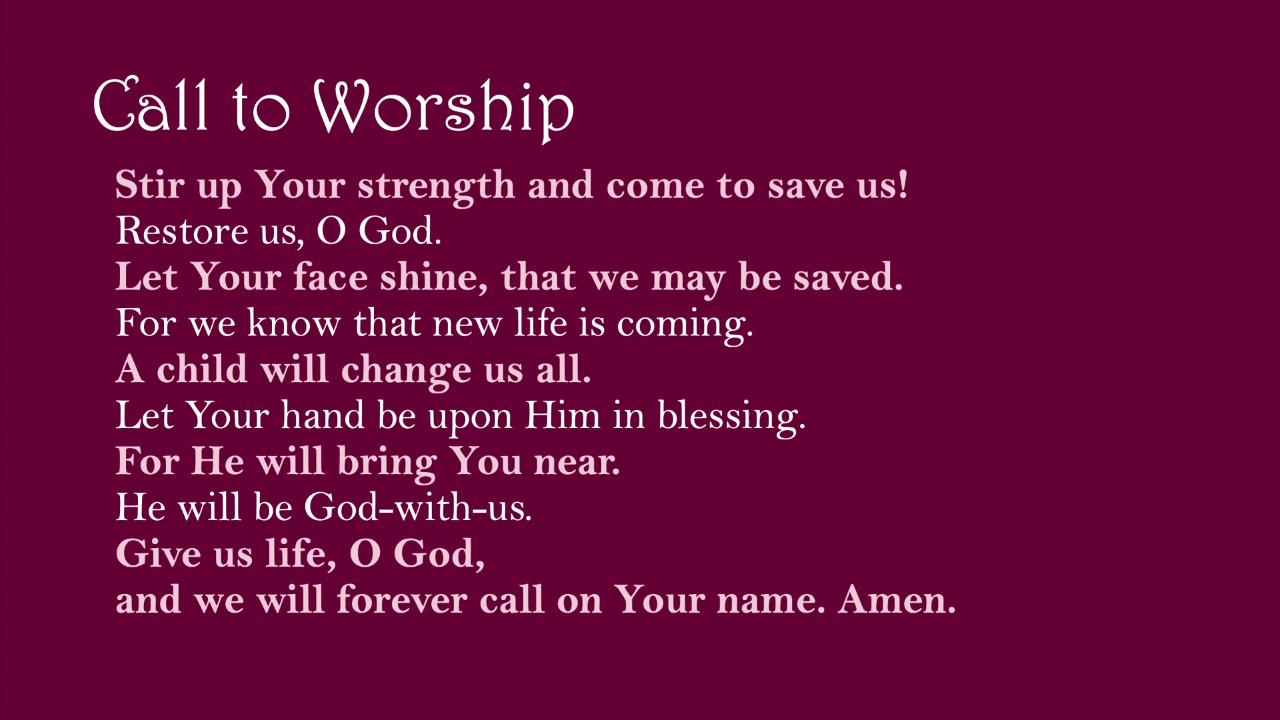 Call to Worship
Stir up Your strength and come to save us!
Restore us, O God.
Let Your face shine, that we may be saved.
For we know that new life is coming.
A child will change us all.
Let Your hand be upon Him in blessing.
For He will bring You near.
He will be God-with-us.
Give us life, O God,
and we will forever call on Your name. Amen.